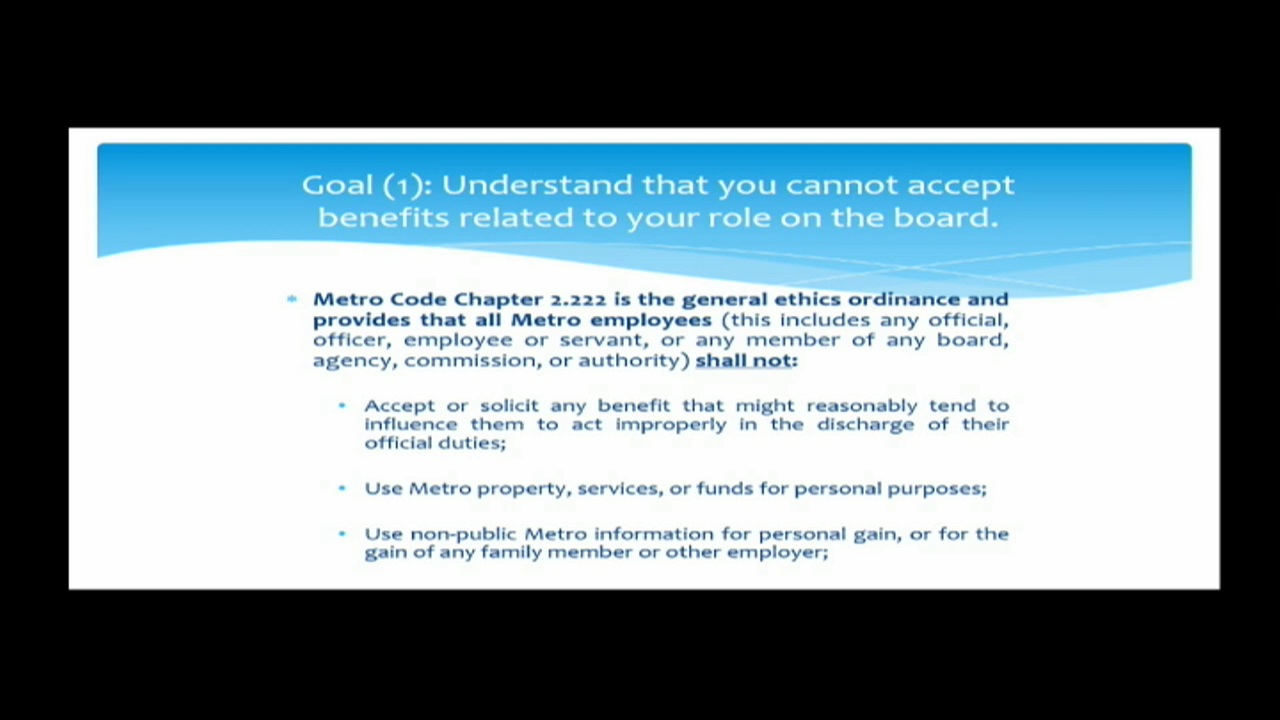 Goal (1): Understand that you cannot accept
benefits related to your role on the board.
* Metro Code Chapter 2.222 is the general ethics ordinance and
provides that all Metro employees (this includes any official,
officer, employee or servant, or any member of any board,
agency, commission, or authority) shall not:
• Accept or solicit any benefit that might reasonably tend to
influence them to act improperly in the discharge of their
official duties;
• Use Metro property, services, or funds for personal purposes;
• Use non-public Metro information for personal gain, or for the
gain of any family member or other employer;